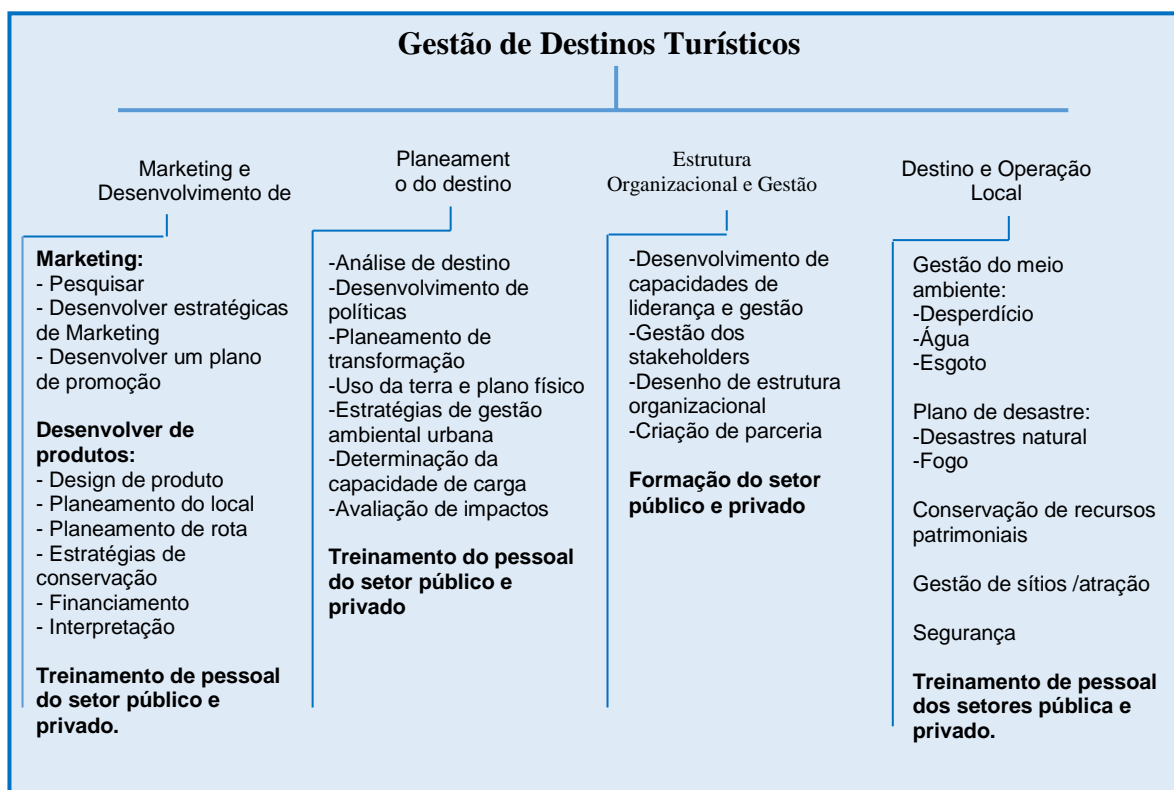 Gestão de Destinos Turísticos
Marketing e
Desenvolvimento de
Marketing:
- Pesquisar
- Desenvolver estratégicas
de Marketing
- Desenvolver um plano
de promoção
Desenvolver de
produtos:
- Design de produto
- Planeamento do local
- Planeamento de rota
- Estratégias de
conservação
- Financiamento
- Interpretação
Treinamento de pessoal
do setor público e
privado.
Planeament
o do destino
-Análise de destino
-Desenvolvimento de
políticas
-Planeamento de
transformação
-Uso da terra e plano físico
-Estratégias de gestão
ambiental urbana
-Determinação da
capacidade de carga
-Avaliação de impactos
Treinamento do pessoal
do setor público e
privado
Estrutura
Organizacional e Gestão
-Desenvolvimento de
capacidades de
liderança e gestão
-Gestão dos
stakeholders
-Desenho de estrutura
organizacional
-Criação de parceria
Formação do setor
público e privado
Destino e Operação
Local
Gestão do meio
ambiente:
-Desperdício
-Água
-Esgoto
Plano de desastre:
-Desastres natural
-Fogo
Conservação de recursos
patrimoniais
Gestão de sítios /atração
Segurança
Treinamento de pessoal
dos setores pública e
privado.